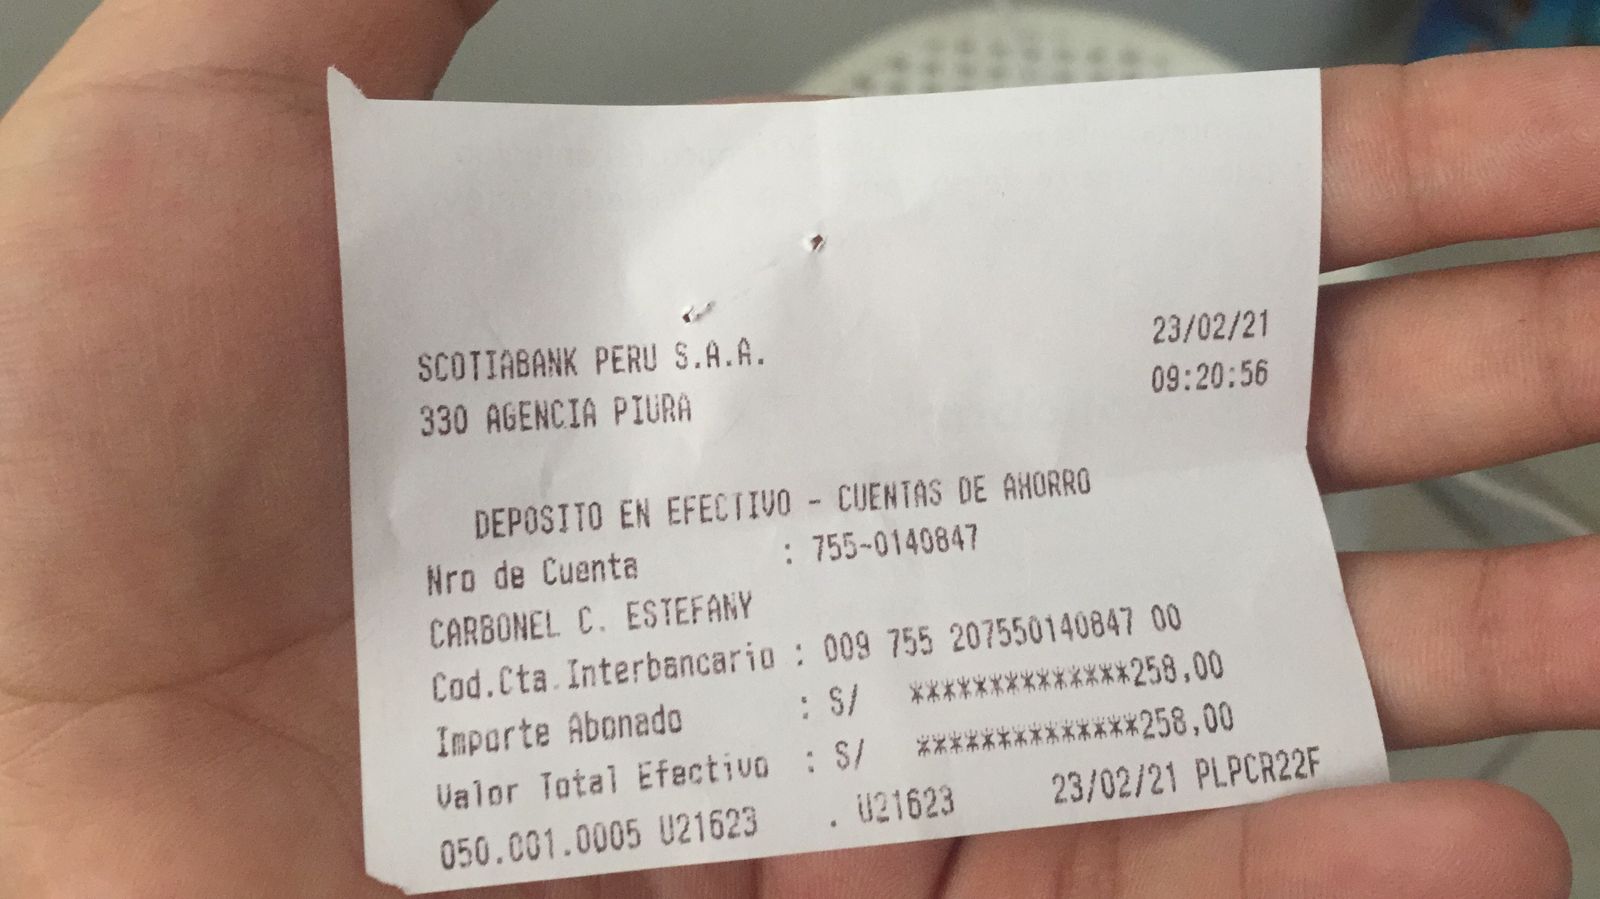 SCOTIABANK PERU S.A.A. 23/02/21
330 AGENCIA PIURA 09:20:56
DEPOSITO EN EFECTIVO - CUENTAS DE AHORRO
Nro de Cuenta : 755-0140847
CARBONEL C. ESTEFANY
Cod.Cta.Interbancario : 009 755 207550140847 00
Importe Abonado : S/ **************258,00
Valor Total Efectivo : S/ **************258,00
050.001.0005 U21623 . U21623 23/02/21 PLPCR22F